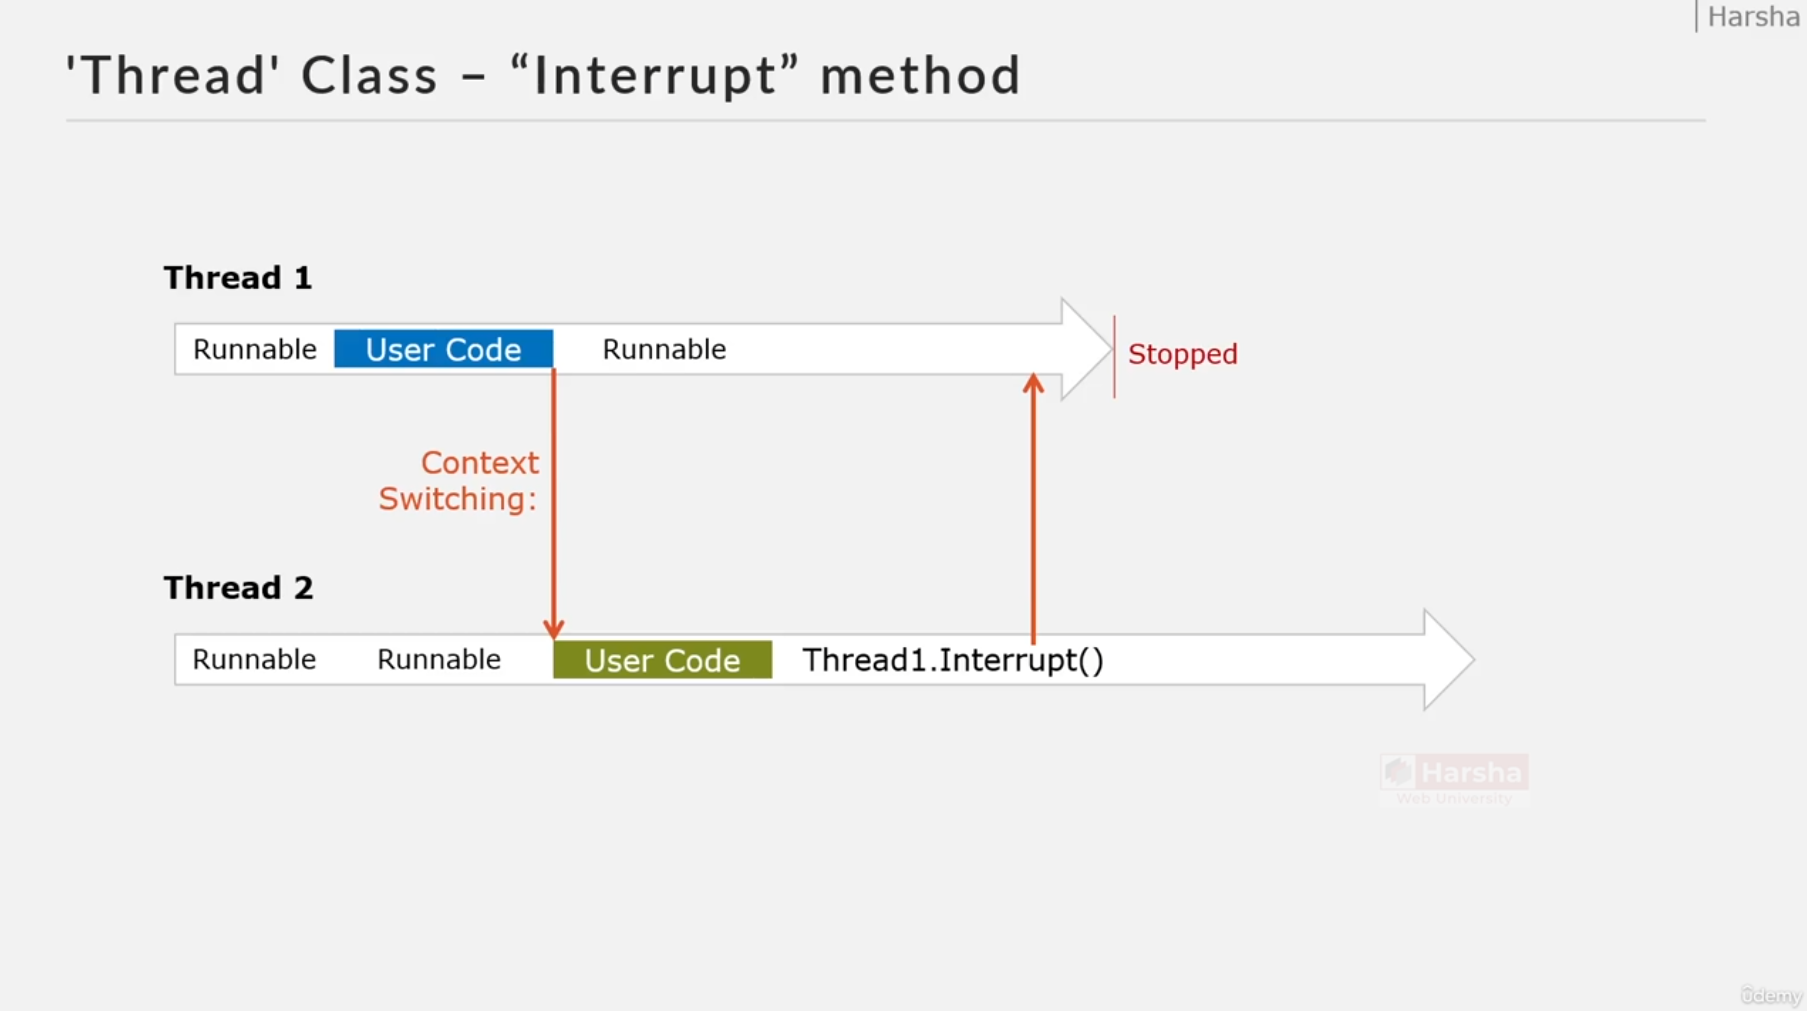 Harsha
'Thread' Class – “Interrupt” method
Thread 1
Runnable User Code Runnable
Stopped
Context
Switching:
Thread 2
Runnable Runnable User Code Thread1.Interrupt()
Harsha
Web University
ûdemy